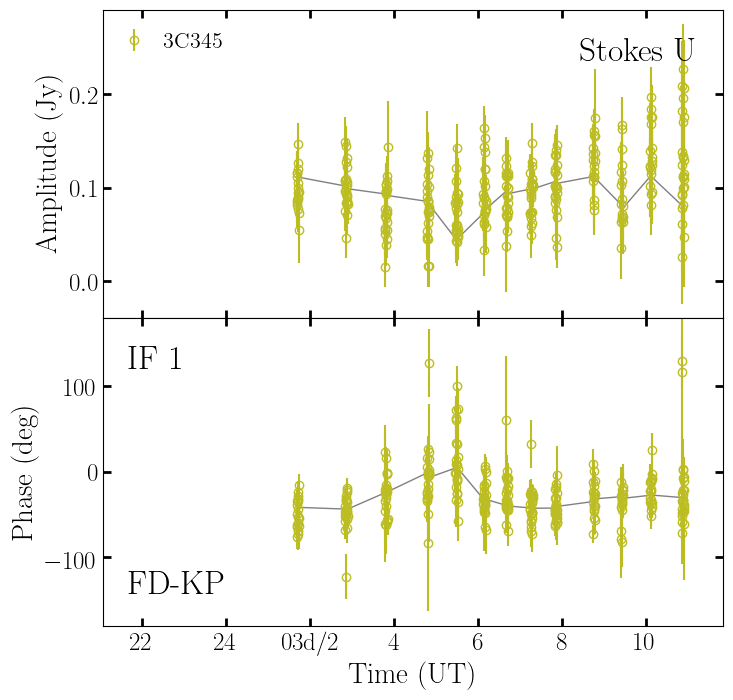 3C345
Stokes U
Amplitude (Jy)
0.2
0.1
0.0
IF 1
Phase (deg)
100
0
−100
FD-KP
22 24 03d/2 4 6 8 10
Time (UT)